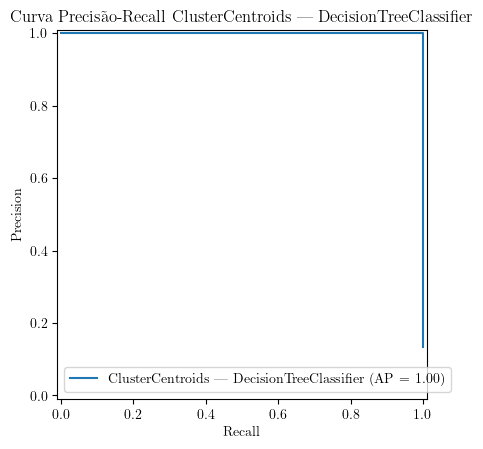 Curva Precisão-Recall ClusterCentroids — DecisionTreeClassifier
1.0
0.8
0.6
0.4
0.2
0.0
Precision
ClusterCentroids — DecisionTreeClassifier (AP = 1.00)
0.0 0.2 0.4 0.6 0.8 1.0
Recall